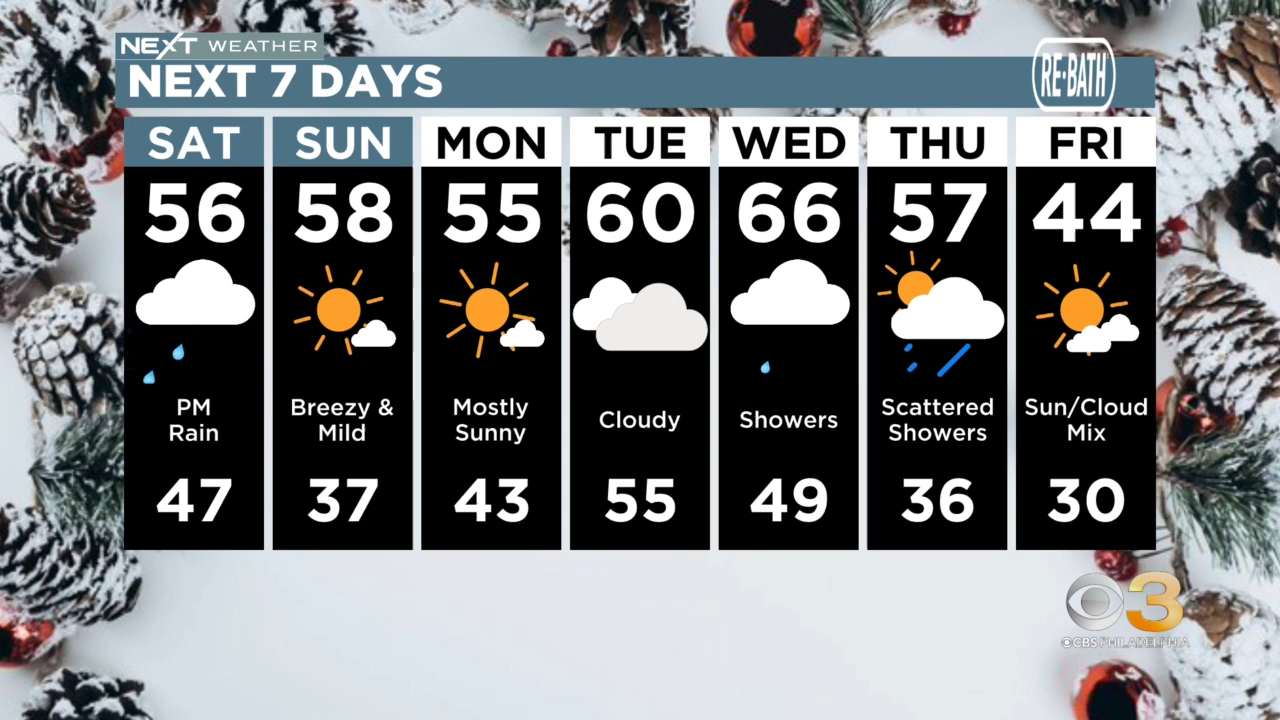 NEXT WEATHER
NEXT 7 DAYS
RE·BATH
SAT SUN MON TUE WED THU FRI
56 58 55 60 66 57 44
PM Rain
Breezy & Mild
Mostly Sunny
Cloudy
Showers
Scattered Showers
Sun/Cloud Mix
47 37 43 55 49 36 30
3
CBS PHILADELPHIA